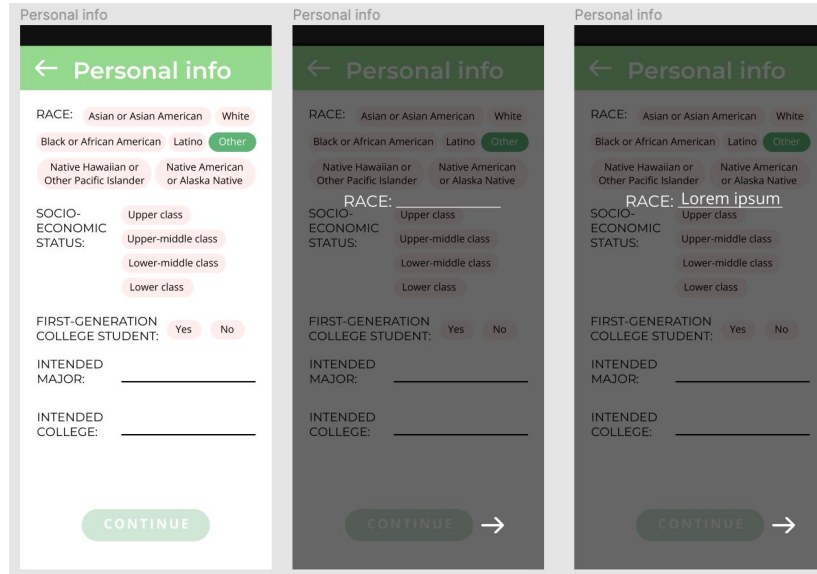 Personal info
Personal info
RACE: Asian or Asian American White
Black or African American Latino Other
Native Hawaiian or Other Pacific Islander
Native American or Alaska Native
SOCIO-
ECONOMIC
STATUS:
Upper class
Upper-middle class
Lower-middle class
Lower class
FIRST-GENERATION
COLLEGE STUDENT: Yes No
INTENDED
MAJOR:
INTENDED
COLLEGE:
CONTINUE
Personal info
Personal info
RACE: Asian or Asian American White
Black or African American Latino Other
Native Hawaiian or Other Pacific Islander
Native American or Alaska Native
RACE:
SOCIO-
ECONOMIC
STATUS:
Upper class
Upper-middle class
Lower-middle class
Lower class
FIRST-GENERATION
COLLEGE STUDENT: Yes No
INTENDED
MAJOR:
INTENDED
COLLEGE:
CONTINUE
Personal info
Personal info
RACE: Asian or Asian American White
Black or African American Latino Other
Native Hawaiian or Other Pacific Islander
Native American or Alaska Native
RACE: Lorem ipsum
SOCIO-
ECONOMIC
STATUS:
Upper class
Upper-middle class
Lower-middle class
Lower class
FIRST-GENERATION
COLLEGE STUDENT: Yes No
INTENDED
MAJOR:
INTENDED
COLLEGE:
CONTINUE